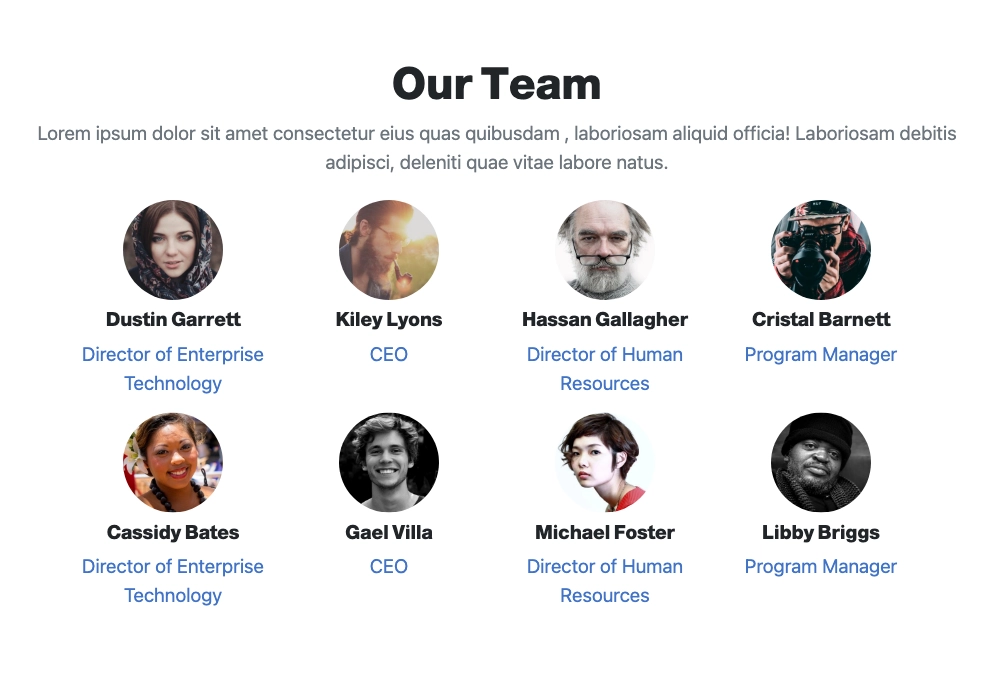 Our Team
Lorem ipsum dolor sit amet consectetur eius quas quibusdam , laboriosam aliquid officia! Laboriosam debitis
adipisci, deleniti quae vitae labore natus.
Dustin Garrett
Director of Enterprise
Technology
Kiley Lyons
CEO
Hassan Gallagher
Director of Human
Resources
Cristal Barnett
Program Manager
Cassidy Bates
Director of Enterprise
Technology
Gael Villa
CEO
Michael Foster
Director of Human
Resources
Libby Briggs
Program Manager